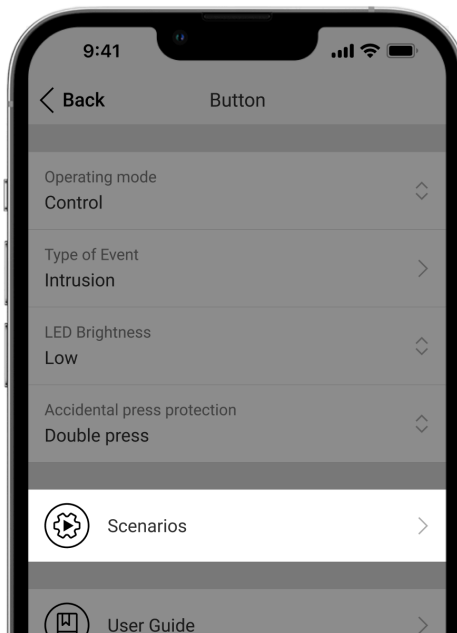 9:41
Back
Button
Operating mode
Control
Type of Event
Intrusion
LED Brightness
Low
Accidental press protection
Double press
Scenarios
User Guide